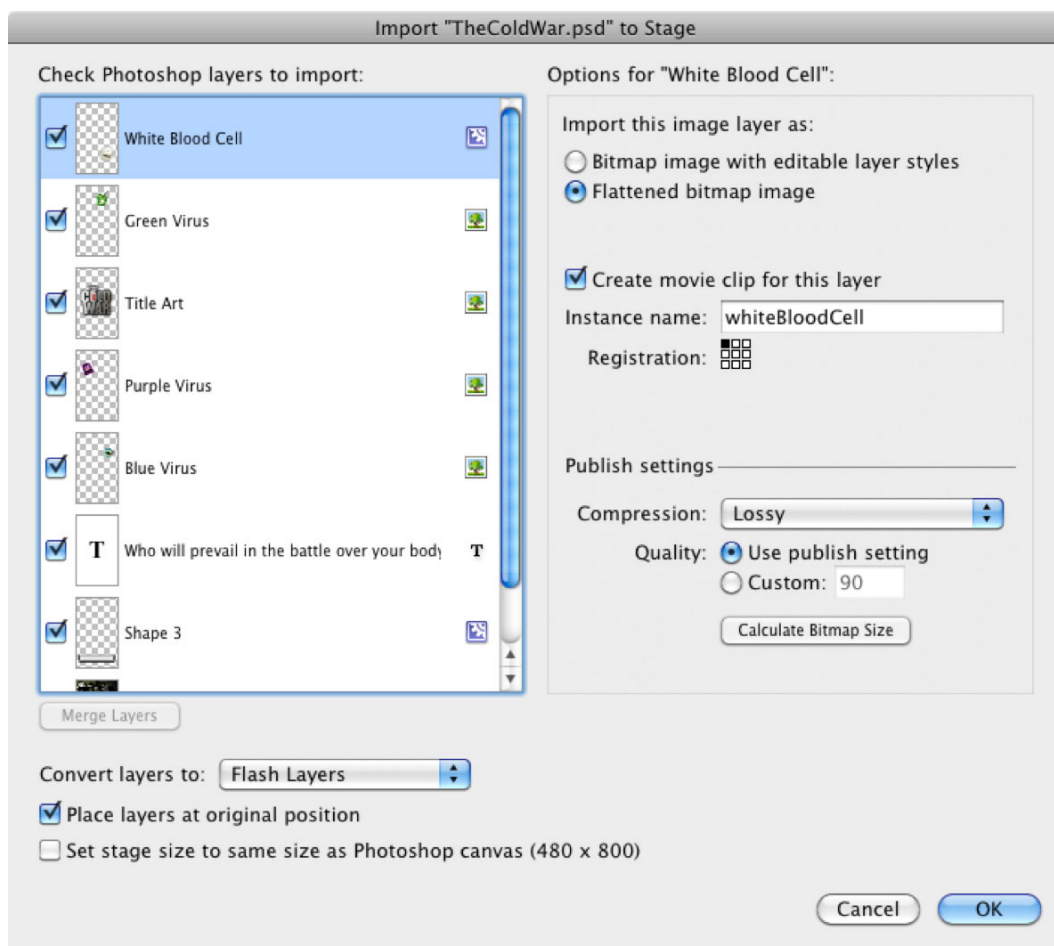 Import "TheColdWar.psd" to Stage
Check Photoshop layers to import:
White Blood Cell
Green Virus
Title Art
COLD WAR
Purple Virus
Blue Virus
T
Who will prevail in the battle over your body
T
Shape 3
Merge Layers
Convert layers to:
Flash Layers
Place layers at original position
Set stage size to same size as Photoshop canvas (480 x 800)
Options for "White Blood Cell":
Import this image layer as:
Bitmap image with editable layer styles
Flattened bitmap image
Create movie clip for this layer
Instance name: whiteBloodCell
Registration:
Publish settings
Compression: Lossy
Quality: Use publish setting
Custom: 90
Calculate Bitmap Size
Cancel OK